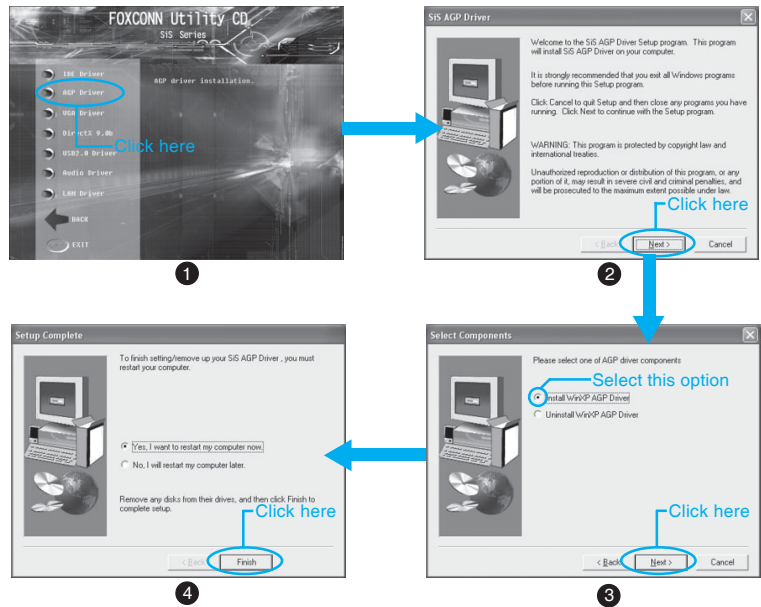 FOXCONN Utility CD
SiS Series
IDE Driver
AGP Driver
VGA Driver
DirectX 9.0b
USB2.0 Driver
Audio Driver
LAN Driver
BACK
EXIT
AGP driver installation.
Click here
1
SiS AGP Driver
Welcome to the SiS AGP Driver Setup program. This program
will install SiS AGP Driver on your computer.
It is strongly recommended that you exit all Windows programs
before running this Setup program.
Click Cancel to quit Setup and then close any programs you have
running. Click Next to continue with the Setup program.
WARNING: This program is protected by copyright law and
international treaties.
Unauthorized reproduction or distribution of this program, or any
portion of it, may result in severe civil and criminal penalties, and
will be prosecuted to the maximum extent possible under law.
Click here
< Back
Next >
Cancel
2
Select Components
Please select one of AGP driver components
Select this option
Install WinXP AGP Driver
Uninstall WinXP AGP Driver
Click here
< Back
Next >
Cancel
3
Setup Complete
To finish setting/remove up your SiS AGP Driver , you must
restart your computer.
Yes, I want to restart my computer now.
No, I will restart my computer later.
Remove any disks from their drives, and then click Finish to
complete setup.
Click here
< Back
Finish
4